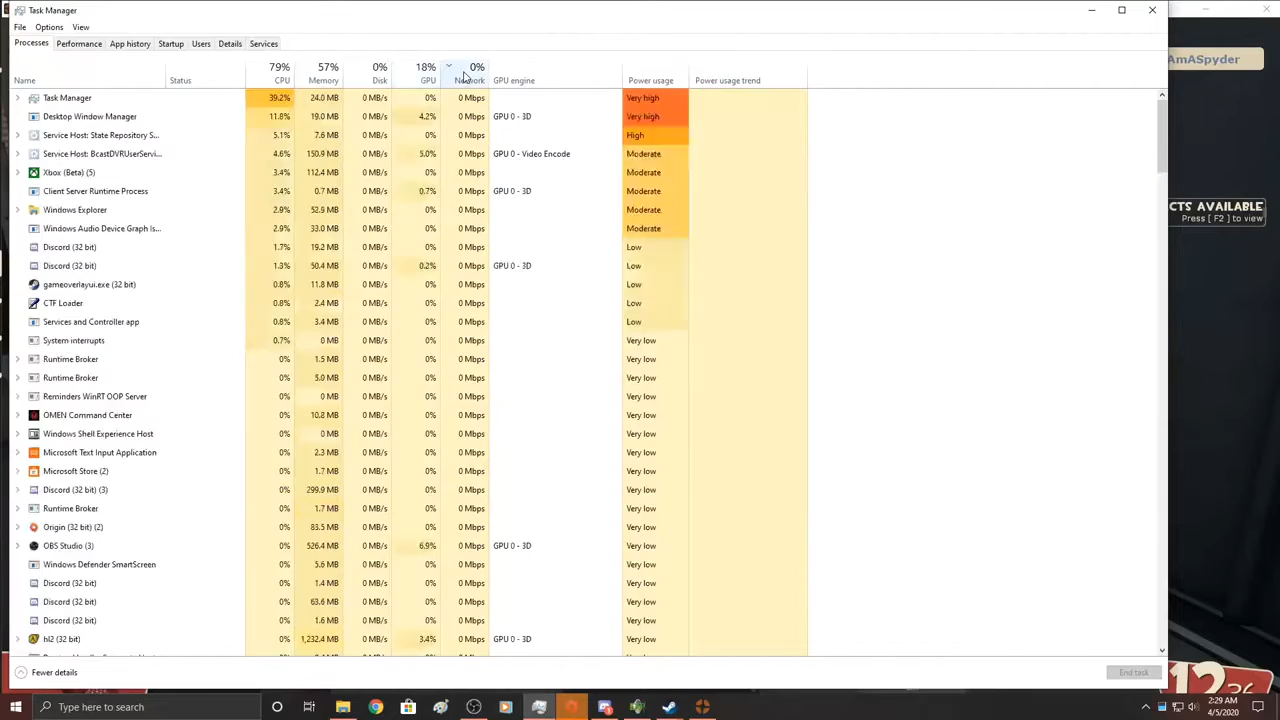 Task Manager
File Options View
Processes Performance App history Startup Users Details Services
79% 57% 0% 18% 0%
Name Status CPU Memory Disk GPU Network GPU engine Power usage Power usage trend
Task Manager 39.2% 24.0 MB 0 MB/s 0% 0 Mbps Very high
Desktop Window Manager 11.8% 19.0 MB 0 MB/s 4.2% 0 Mbps GPU 0 - 3D Very high
Service Host: State Repository S... 5.1% 7.6 MB 0 MB/s 0% 0 Mbps High
Service Host: BcastDVRUserServi... 4.6% 150.9 MB 0 MB/s 5.0% 0 Mbps GPU 0 - Video Encode Moderate
Xbox (Beta) (5) 3.4% 112.4 MB 0 MB/s 0% 0 Mbps Moderate
Client Server Runtime Process 3.4% 0.7 MB 0 MB/s 0.7% 0 Mbps GPU 0 - 3D Moderate
Windows Explorer 2.9% 52.9 MB 0 MB/s 0% 0 Mbps Moderate
Windows Audio Device Graph Is... 2.9% 33.0 MB 0 MB/s 0% 0 Mbps Moderate
Discord (32 bit) 1.7% 19.2 MB 0 MB/s 0% 0 Mbps Low
Discord (32 bit) 1.3% 50.4 MB 0 MB/s 0.2% 0 Mbps GPU 0 - 3D Low
gameoverlayui.exe (32 bit) 0.8% 11.8 MB 0 MB/s 0% 0 Mbps Low
CTF Loader 0.8% 2.4 MB 0 MB/s 0% 0 Mbps Low
Services and Controller app 0.8% 3.4 MB 0 MB/s 0% 0 Mbps Low
System interrupts 0.7% 0 MB 0 MB/s 0% 0 Mbps Very low
Runtime Broker 0% 1.5 MB 0 MB/s 0% 0 Mbps Very low
Runtime Broker 0% 5.0 MB 0 MB/s 0% 0 Mbps Very low
Reminders WinRT OOP Server 0% 2.4 MB 0 MB/s 0% 0 Mbps Very low
OMEN Command Center 0% 10.8 MB 0 MB/s 0% 0 Mbps Very low
Windows Shell Experience Host 0% 0 MB 0 MB/s 0% 0 Mbps Very low
Microsoft Text Input Application 0% 2.3 MB 0 MB/s 0% 0 Mbps Very low
Microsoft Store (2) 0% 1.7 MB 0 MB/s 0% 0 Mbps Very low
Discord (32 bit) (3) 0% 299.9 MB 0 MB/s 0% 0 Mbps Very low
Runtime Broker 0% 1.7 MB 0 MB/s 0% 0 Mbps Very low
Origin (32 bit) (2) 0% 83.5 MB 0 MB/s 0% 0 Mbps Very low
OBS Studio (3) 0% 526.4 MB 0 MB/s 6.9% 0 Mbps GPU 0 - 3D Very low
Windows Defender SmartScreen 0% 5.6 MB 0 MB/s 0% 0 Mbps Very low
Discord (32 bit) 0% 1.4 MB 0 MB/s 0% 0 Mbps Very low
Discord (32 bit) 0% 63.6 MB 0 MB/s 0% 0 Mbps Very low
Discord (32 bit) 0% 1.6 MB 0 MB/s 0% 0 Mbps Very low
hl2 (32 bit) 0% 1,232.4 MB 0 MB/s 3.4% 0 Mbps GPU 0 - 3D Very low
Fewer details End task
AmASpyder
CTS AVAILABLE
Press [ F2 ] to view
12 36
Type here to search
2:29 AM
4/5/2020